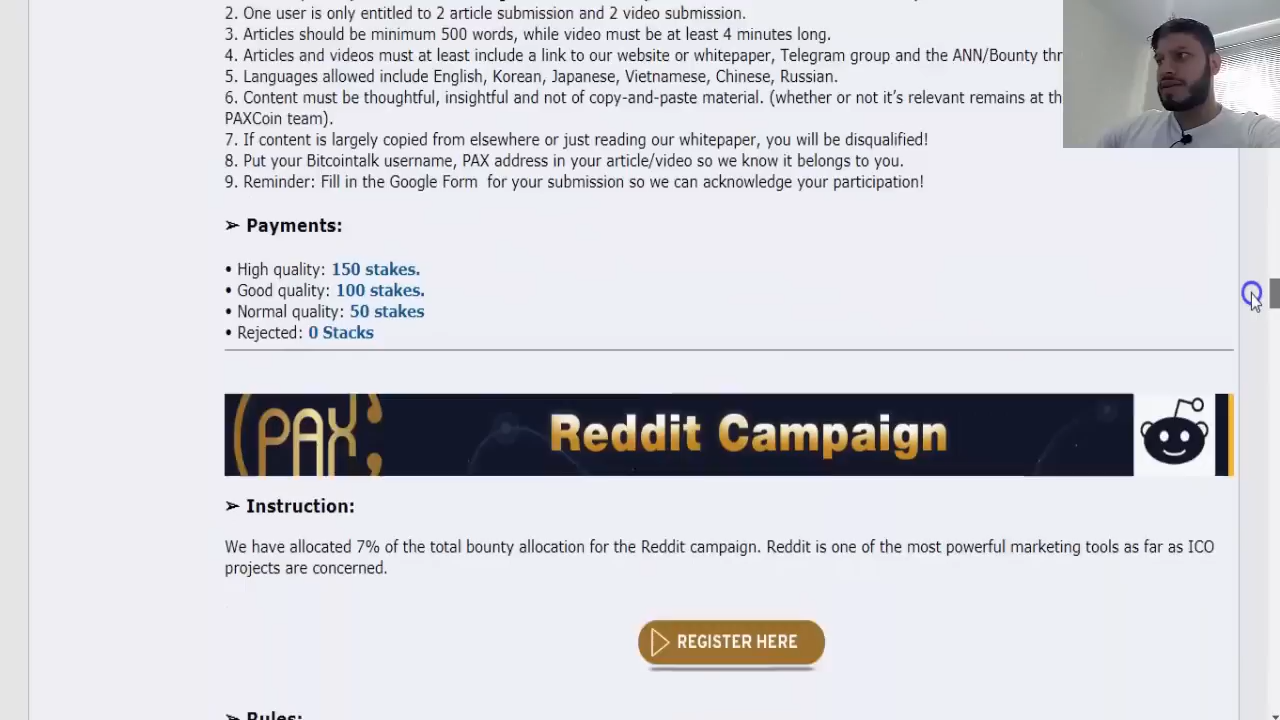 2. One user is only entitled to 2 article submission and 2 video submission.
3. Articles should be minimum 500 words, while video must be at least 4 minutes long.
4. Articles and videos must at least include a link to our website or whitepaper, Telegram group and the ANN/Bounty
5. Languages allowed include English, Korean, Japanese, Vietnamese, Chinese, Russian.
6. Content must be thoughtful, insightful and not of copy-and-paste material. (whether or not it's relevant remains at
PAXCoin team).
7. If content is largely copied from elsewhere or just reading our whitepaper, you will be disqualified!
8. Put your Bitcointalk username, PAX address in your article/video so we know it belongs to you.
9. Reminder: Fill in the Google Form for your submission so we can acknowledge your participation!
➢ Payments:
• High quality: 150 stakes.
• Good quality: 100 stakes.
• Normal quality: 50 stakes
• Rejected: 0 Stacks
PAX Reddit Campaign
➢ Instruction:
We have allocated 7% of the total bounty allocation for the Reddit campaign. Reddit is one of the most powerful marketing tools as far as ICO
projects are concerned.
REGISTER HERE
➢ Rules: